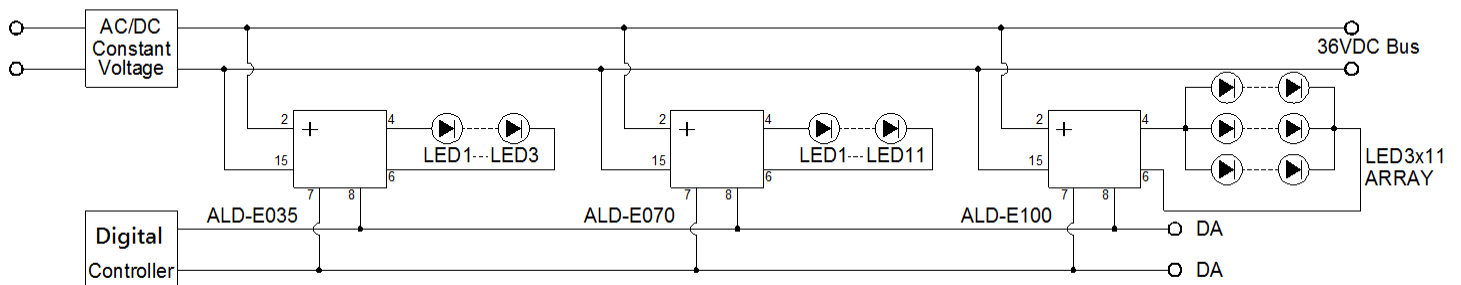 AC/DC
Constant
Voltage
36VDC Bus
2
+
4
15
6
7
8
LED1---LED3
2
+
4
15
6
7
8
LED1---LED11
2
+
4
15
6
7
8
LED3x11
ARRAY
ALD-E035
ALD-E070
ALD-E100
Digital
Controller
DA
DA